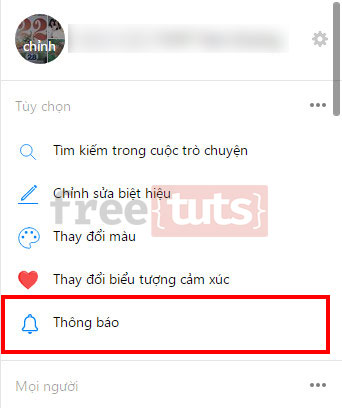 chỉnh
Tùy chọn
Tìm kiếm trong cuộc trò chuyện
Chỉnh sửa biệt hiệu
free{tuts}
Thay đổi màu
Thay đổi biểu tượng cảm xúc
Thông báo
Mọi người